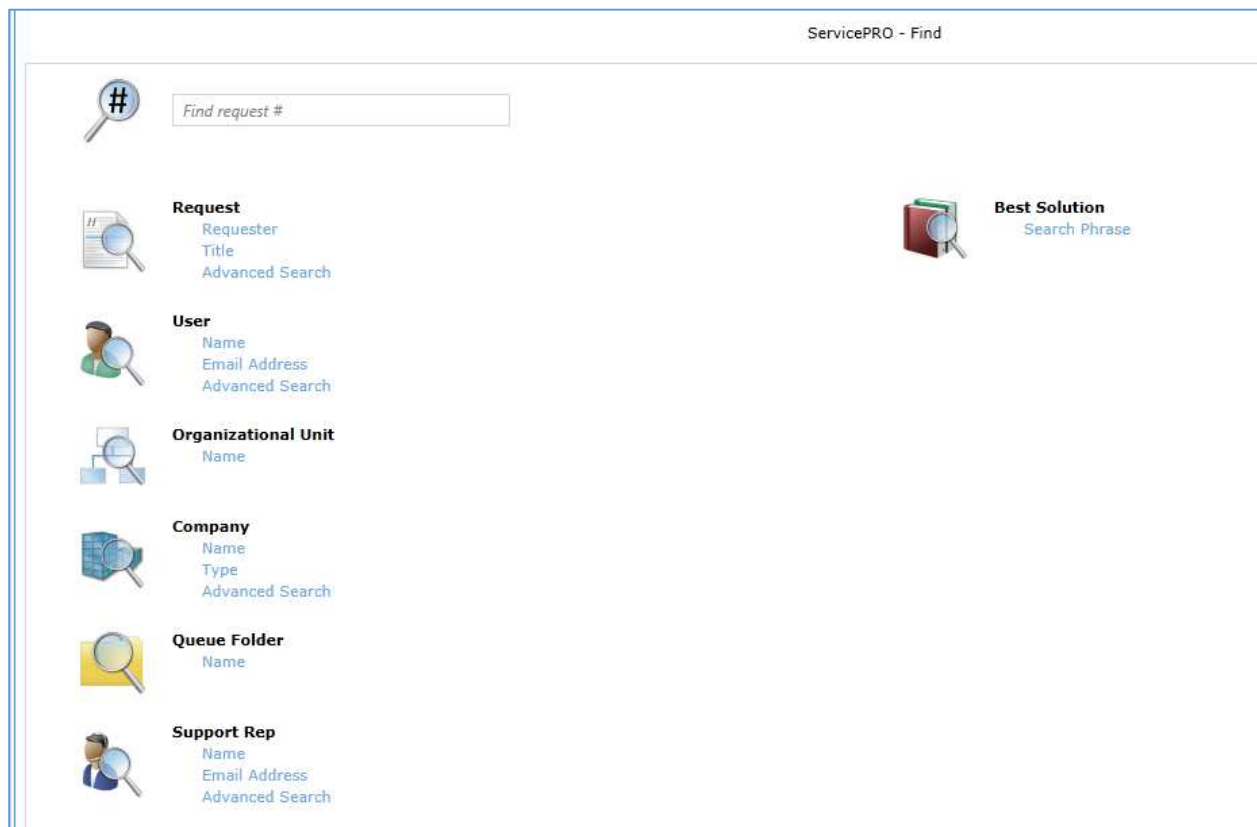 ServicePRO - Find
#
Find request #
Request
Requester
Title
Advanced Search
User
Name
Email Address
Advanced Search
Organizational Unit
Name
Company
Name
Type
Advanced Search
Queue Folder
Name
Support Rep
Name
Email Address
Advanced Search
Best Solution
Search Phrase